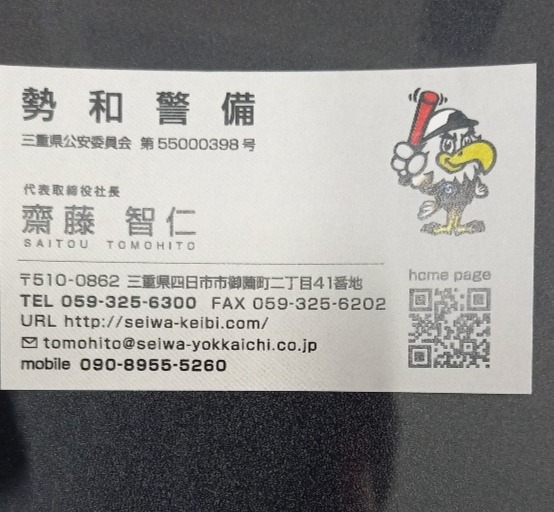 勢和警備
三重県公安委員会 第55000398号
代表取締役社長
齋藤 智仁
SAITOU TOMOHITO
〒510-0862 三重県四日市市御薗町二丁目41番地
TEL 059-325-6300 FAX 059-325-6202
URL http://seiwa-keibi.com/
tomohito@seiwa-yokkaichi.co.jp
mobile 090-8955-5260
home page